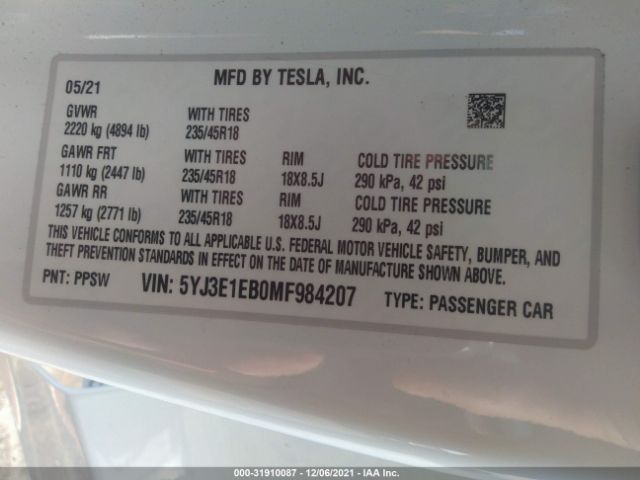 MFD BY TESLA, INC.
05/21
GVWR WITH TIRES
2220 kg (4894 lb) 235/45R18
GAWR FRT WITH TIRES RIM COLD TIRE PRESSURE
1110 kg (2447 lb) 235/45R18 18X8.5J 290 kPa, 42 psi
GAWR RR WITH TIRES RIM COLD TIRE PRESSURE
1257 kg (2771 lb) 235/45R18 18X8.5J 290 kPa, 42 psi
THIS VEHICLE CONFORMS TO ALL APPLICABLE U.S. FEDERAL MOTOR VEHICLE SAFETY, BUMPER, AND
THEFT PREVENTION STANDARDS IN EFFECT ON THE DATE OF MANUFACTURE SHOWN ABOVE.
PNT: PPSW VIN: 5YJ3E1EB0MF984207 TYPE: PASSENGER CAR
000-31910087 - 12/06/2021 - IAA Inc.